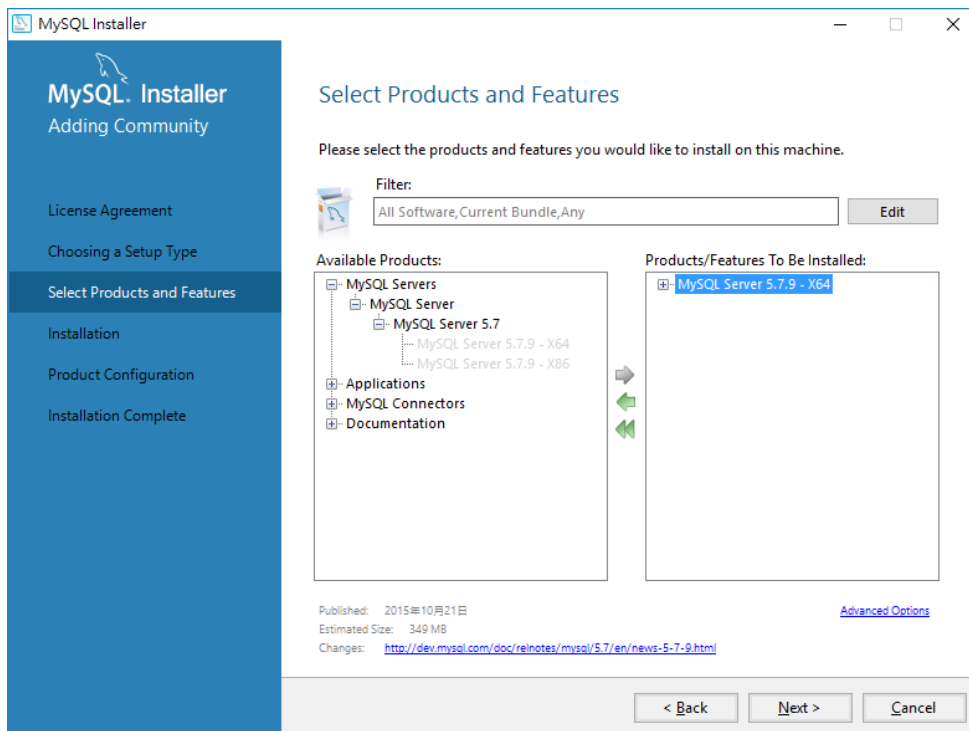 MySQL Installer
MySQL. Installer
Adding Community
License Agreement
Choosing a Setup Type
Select Products and Features
Installation
Product Configuration
Installation Complete
Select Products and Features
Please select the products and features you would like to install on this machine.
Filter:
All Software,Current Bundle,Any
Edit
Available Products:
MySQL Servers
MySQL Server
MySQL Server 5.7
MySQL Server 5.7.9 - X64
MySQL Server 5.7.9 - X86
Applications
MySQL Connectors
Documentation
Products/Features To Be Installed:
MySQL Server 5.7.9 - X64
Published: 2015年10月21日
Estimated Size: 349 MB
Changes: http://dev.mysql.com/doc/relnotes/mysql/5.7/en/news-5-7-9.html
Advanced Options
< Back
Next >
Cancel